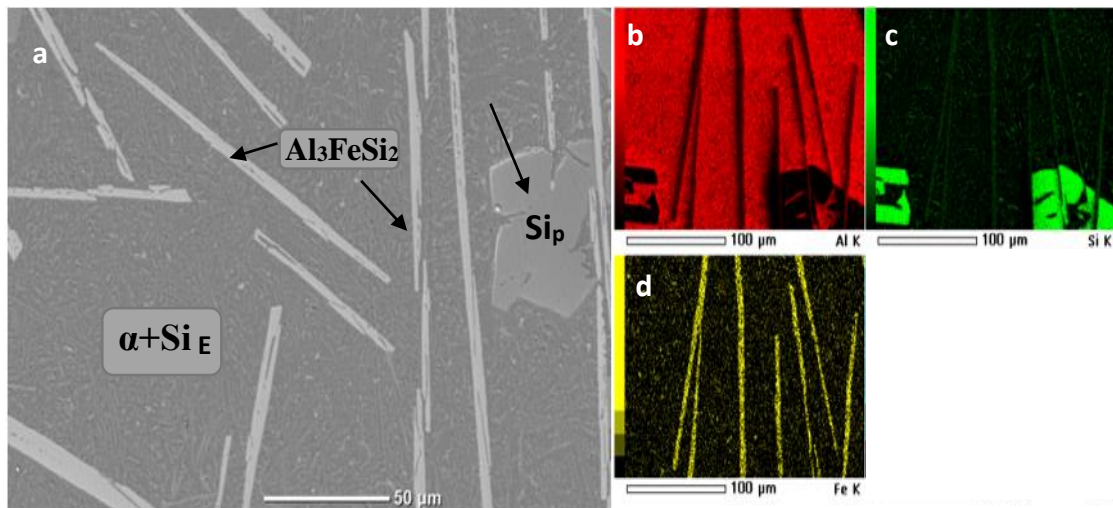 a
Al₃FeSi₂
Siₚ
α+Si E
50 µm
b
100 µm
Al K
c
100 µm
Si K
d
100 µm
Fe K